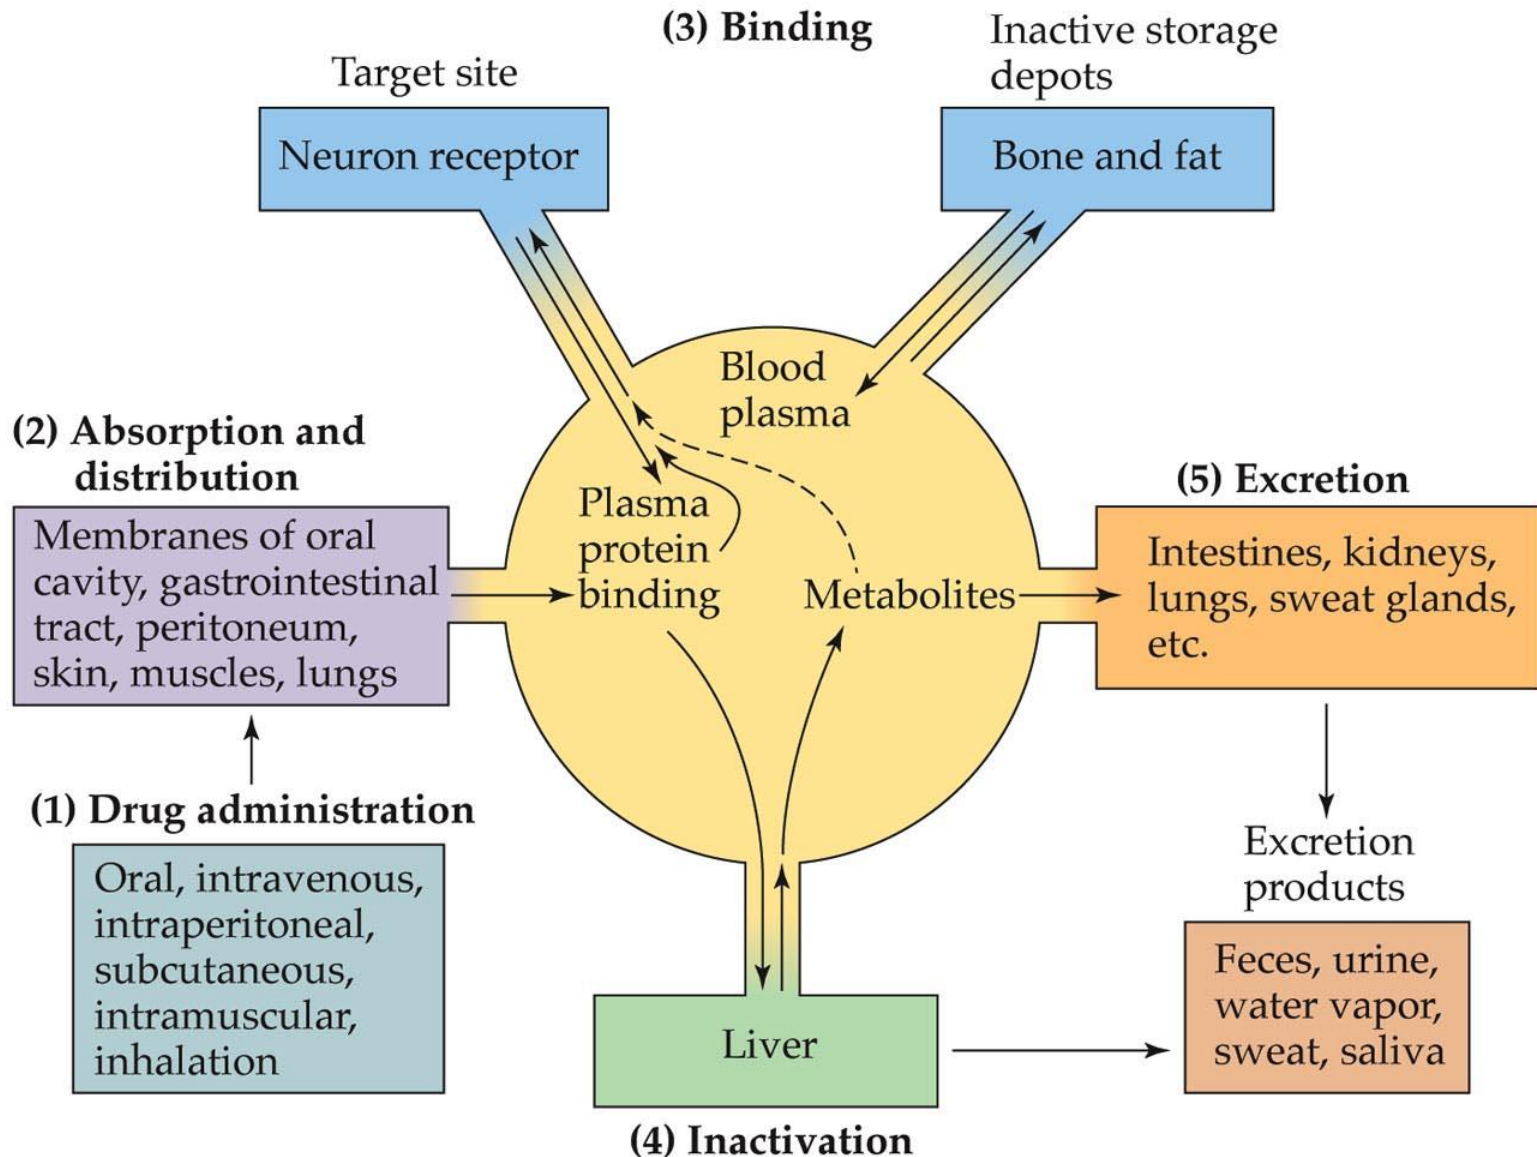 (3) Binding
Target site
Inactive storage
depots
Neuron receptor
Bone and fat
Blood
plasma
(2) Absorption and
distribution
Membranes of oral
cavity, gastrointestinal
tract, peritoneum,
skin, muscles, lungs
Plasma
protein
binding
Metabolites
(5) Excretion
Intestines, kidneys,
lungs, sweat glands,
etc.
(1) Drug administration
Oral, intravenous,
intraperitoneal,
subcutaneous,
intramuscular,
inhalation
Excretion
products
Feces, urine,
water vapor,
sweat, saliva
Liver
(4) Inactivation